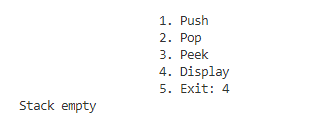 1. Push
2. Pop
3. Peek
4. Display
5. Exit: 4
Stack empty